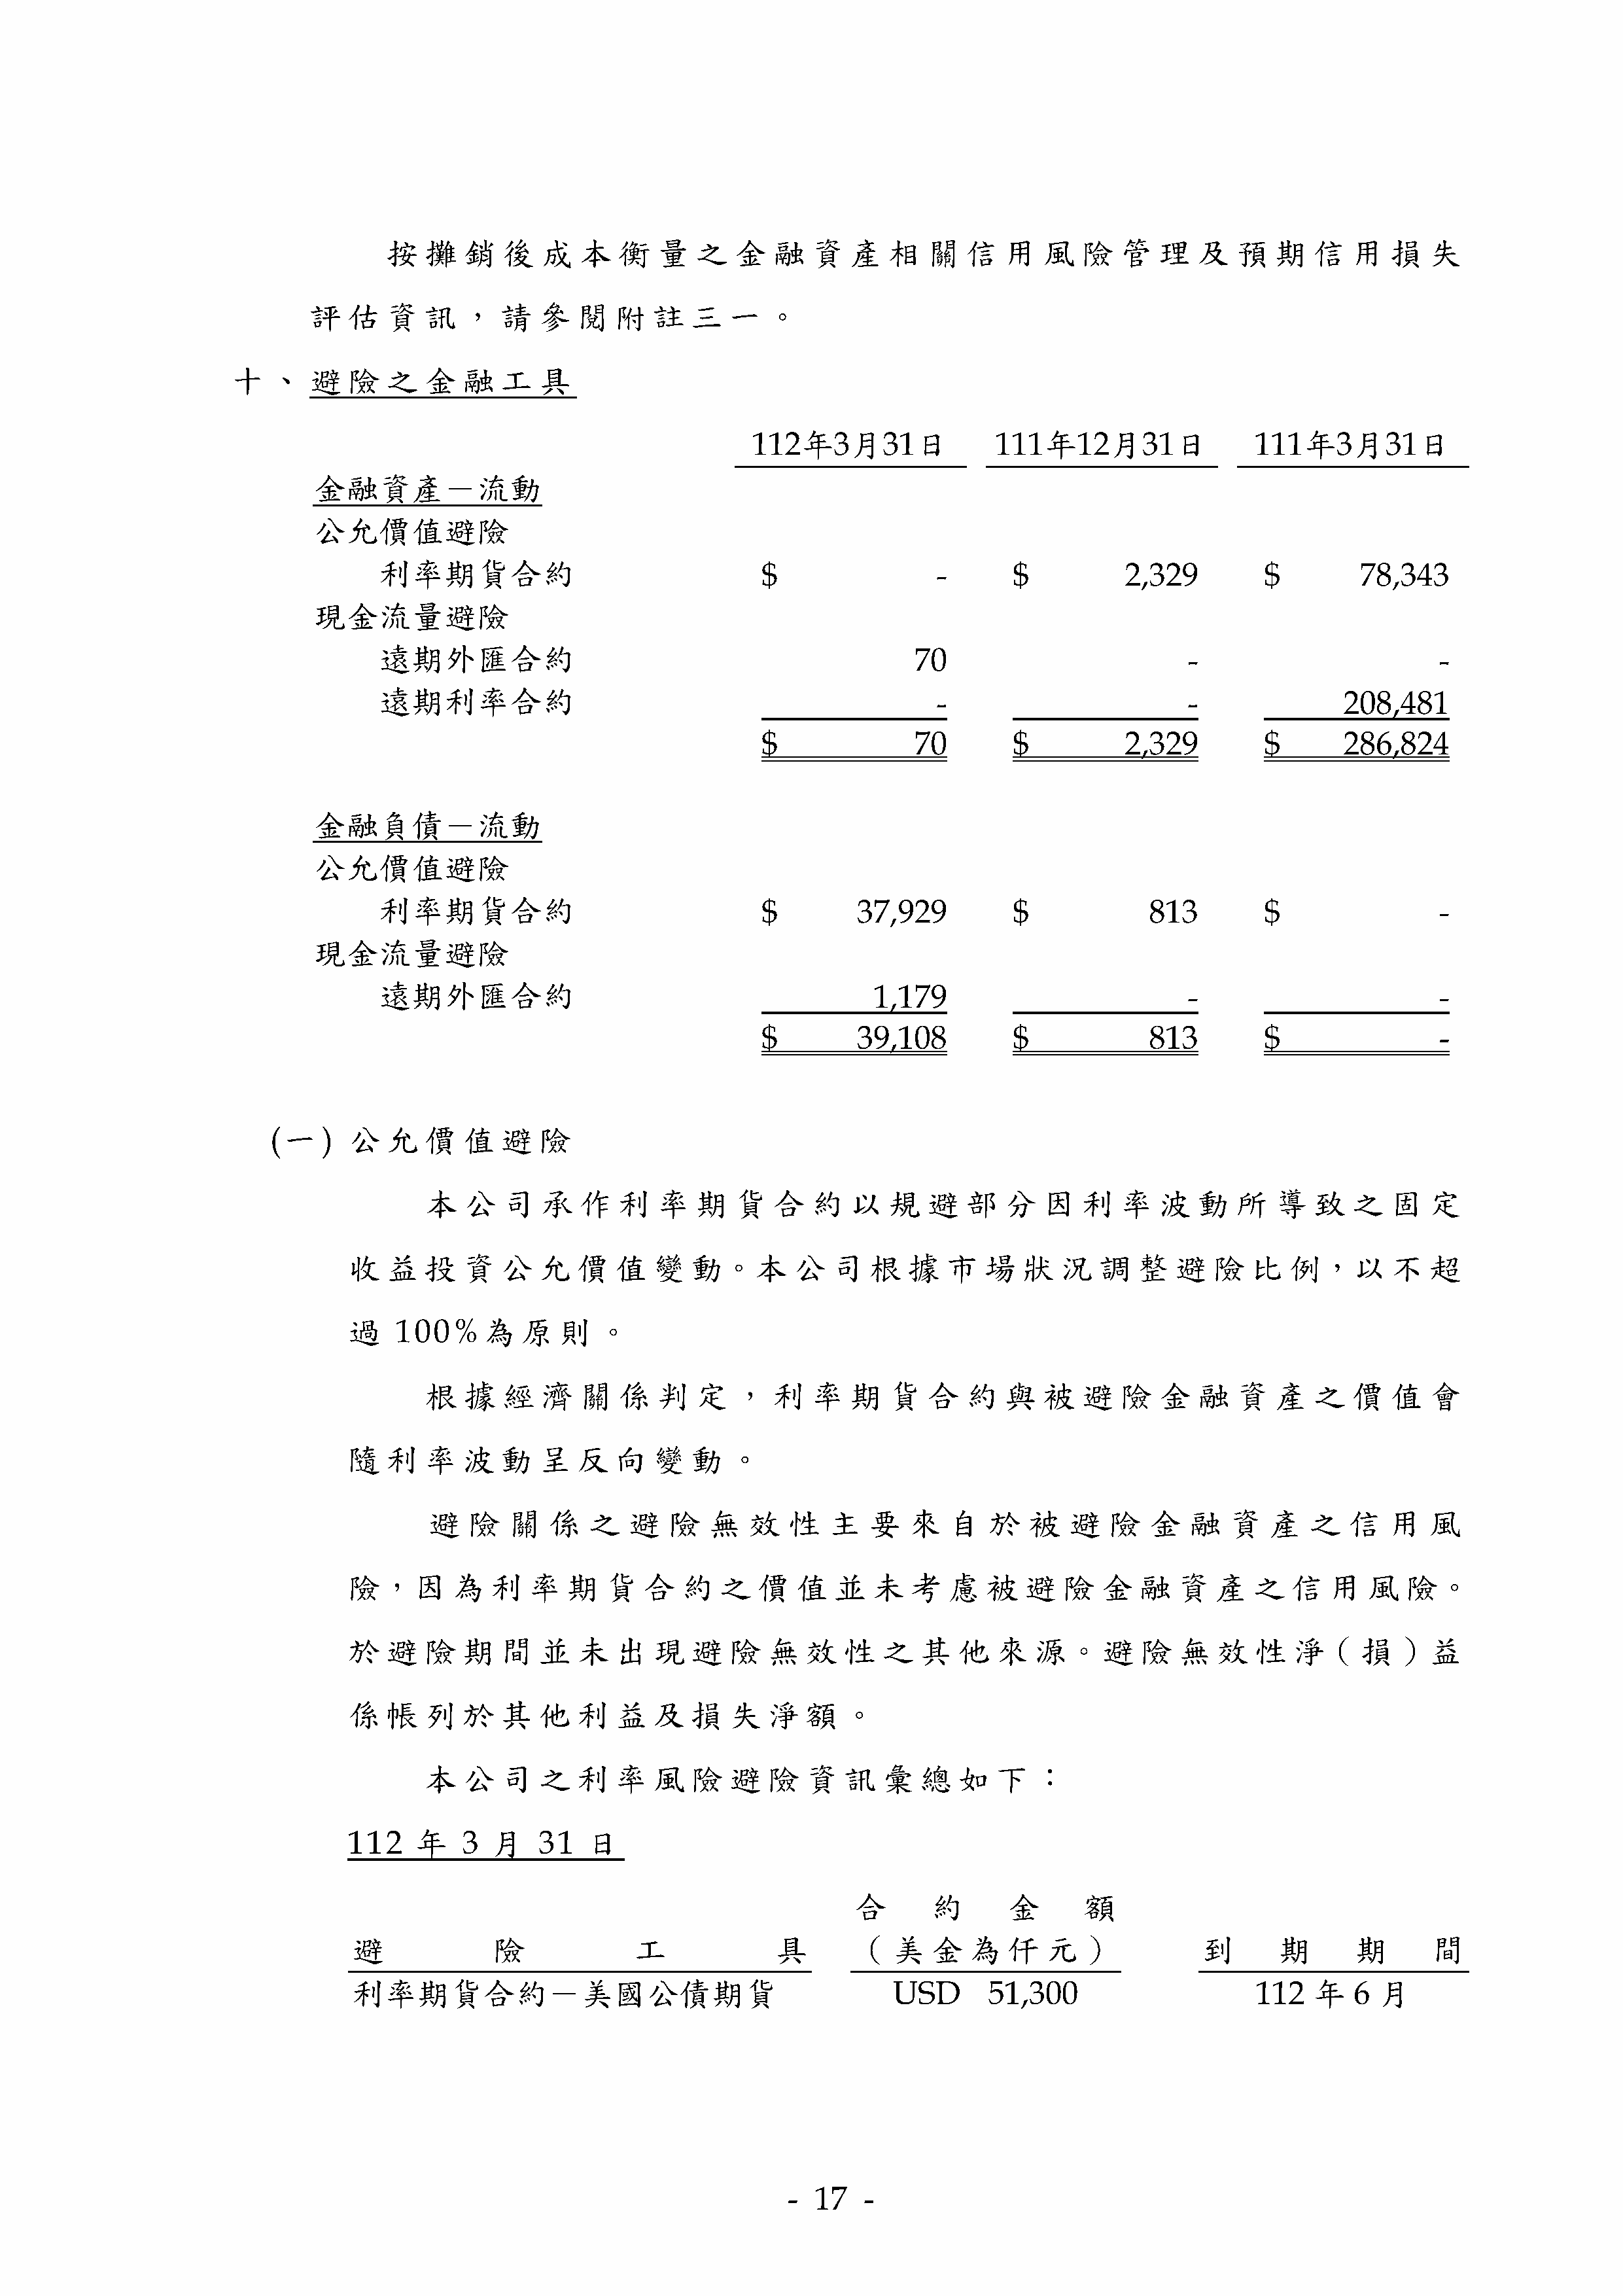 按攤銷後成本衡量之金融資產相關信用風險管理及預期信用損失
評估資訊，請參閱附註三一。
十、避險之金融工具
112年3月31日 111年12月31日 111年3月31日
金融資產－流動
公允價值避險
利率期貨合約 $ - $ 2,329 $ 78,343
現金流量避險
遠期外匯合約 70 - -
遠期利率合約 - - 208,481
$ 70 $ 2,329 $ 286,824
金融負債－流動
公允價值避險
利率期貨合約 $ 37,929 $ 813 $ -
現金流量避險
遠期外匯合約 1,179 - -
$ 39,108 $ 813 $ -
(一) 公允價值避險
本公司承作利率期貨合約以規避部分因利率波動所導致之固定
收益投資公允價值變動。本公司根據市場狀況調整避險比例，以不超
過 100%為原則。
根據經濟關係判定，利率期貨合約與被避險金融資產之價值會
隨利率波動呈反向變動。
避險關係之避險無效性主要來自於被避險金融資產之信用風
險，因為利率期貨合約之價值並未考慮被避險金融資產之信用風險。
於避險期間並未出現避險無效性之其他來源。避險無效性淨（損）益
係帳列於其他利益及損失淨額。
本公司之利率風險避險資訊彙總如下：
112 年 3 月 31 日
合約金額
避險工具 （美金為仟元） 到期期間
利率期貨合約－美國公債期貨 USD 51,300 112 年 6 月
- 17 -